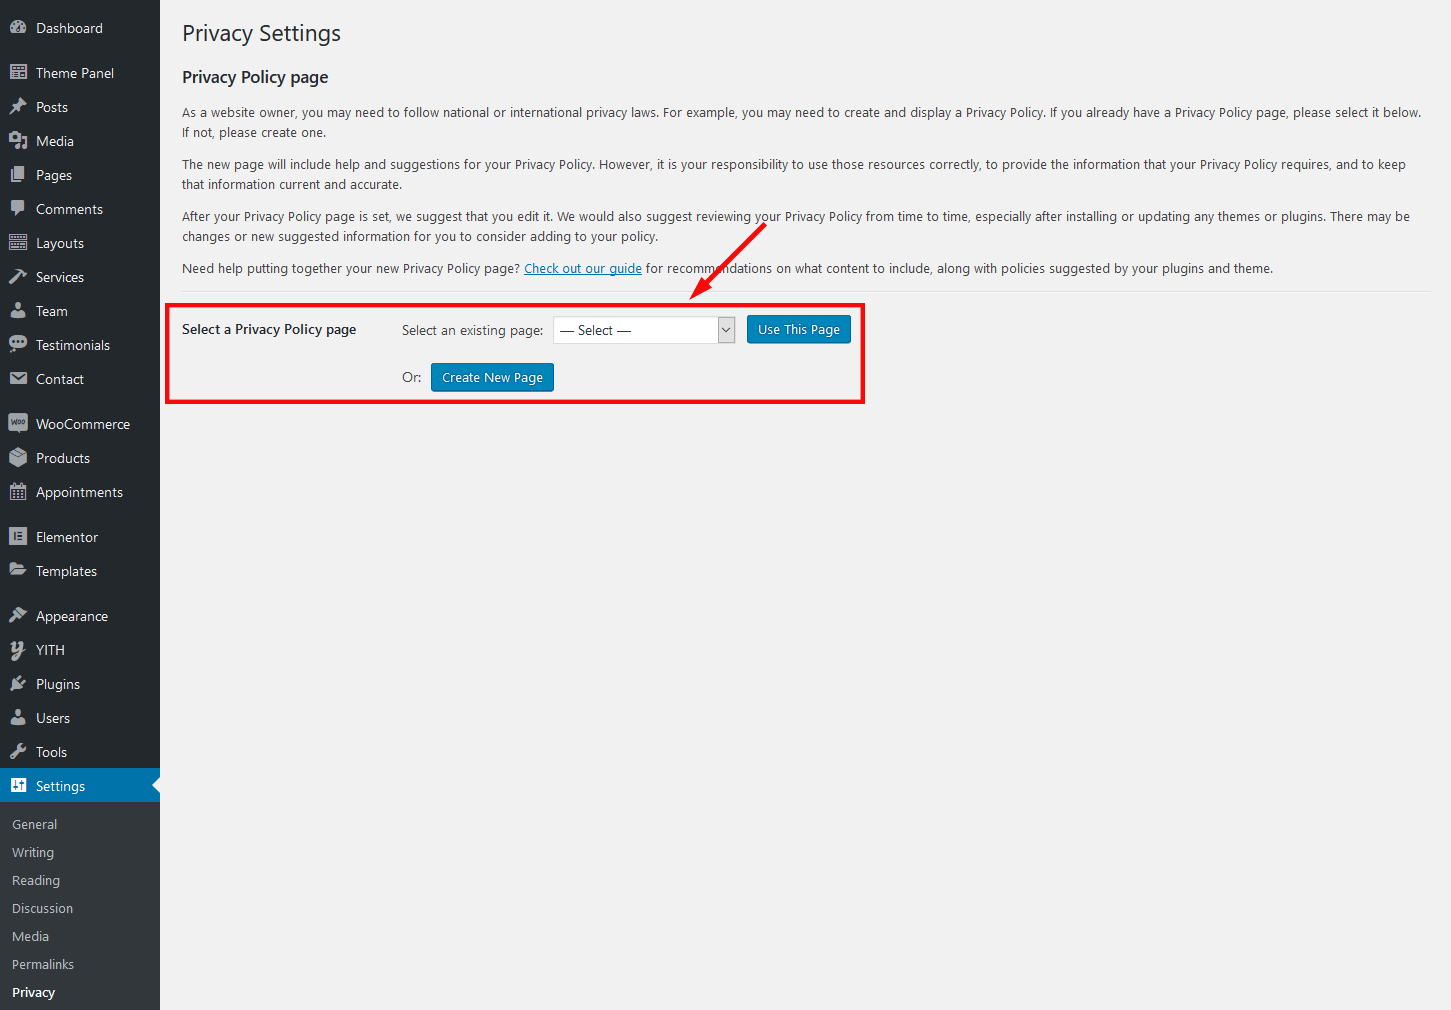 Dashboard
Theme Panel
Posts
Media
Pages
Comments
Layouts
Services
Team
Testimonials
Contact
Woo WooCommerce
Products
Appointments
Elementor
Templates
Appearance
YITH
Plugins
Users
Tools
Settings
General
Writing
Reading
Discussion
Media
Permalinks
Privacy
Privacy Settings
Privacy Policy page
As a website owner, you may need to follow national or international privacy laws. For example, you may need to create and display a Privacy Policy. If you already have a Privacy Policy page, please select it below.
If not, please create one.
The new page will include help and suggestions for your Privacy Policy. However, it is your responsibility to use those resources correctly, to provide the information that your Privacy Policy requires, and to keep
that information current and accurate.
After your Privacy Policy page is set, we suggest that you edit it. We would also suggest reviewing your Privacy Policy from time to time, especially after installing or updating any themes or plugins. There may be
changes or new suggested information for you to consider adding to your policy.
Need help putting together your new Privacy Policy page? Check out our guide for recommendations on what content to include, along with policies suggested by your plugins and theme.
Select a Privacy Policy page Select an existing page: — Select — Use This Page
Or: Create New Page